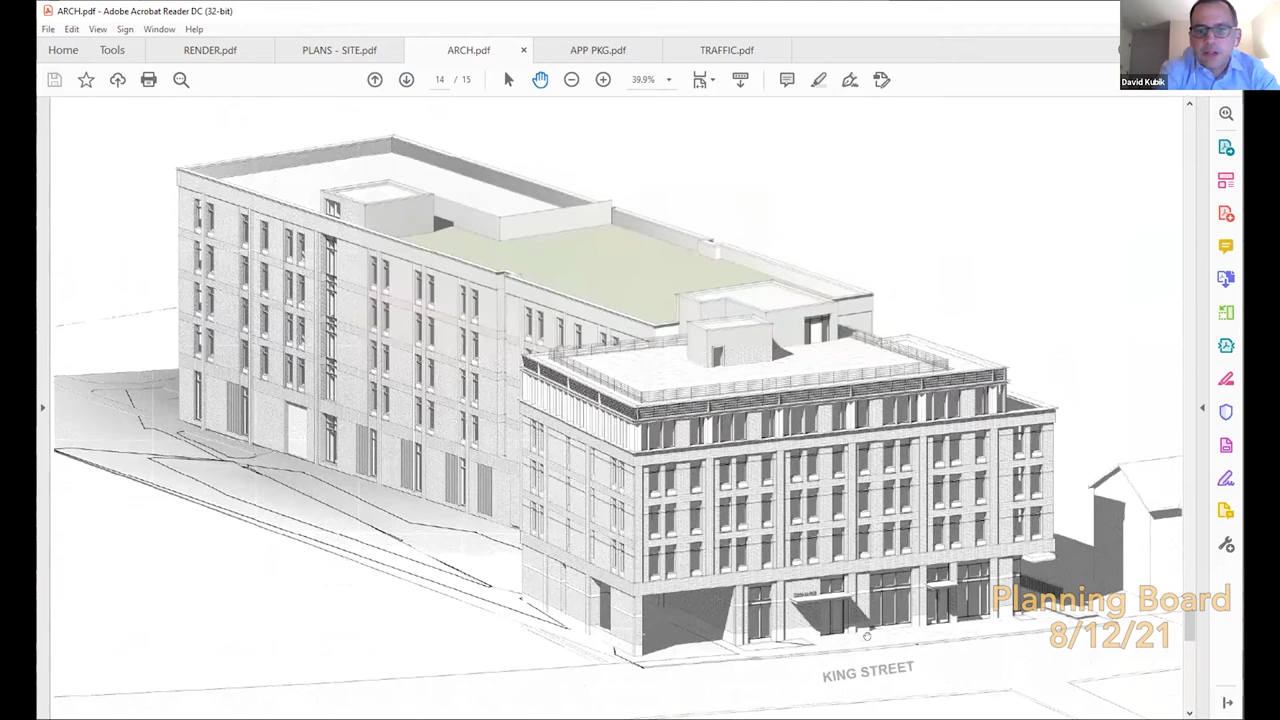 ARCH.pdf - Adobe Acrobat Reader DC (32-bit)
File Edit View Sign Window Help
Home Tools RENDER.pdf PLANS - SITE.pdf ARCH.pdf × APP PKG.pdf TRAFFIC.pdf
14 / 15 39.9%
David Kubik
Planning Board
8/12/21
KING STREET